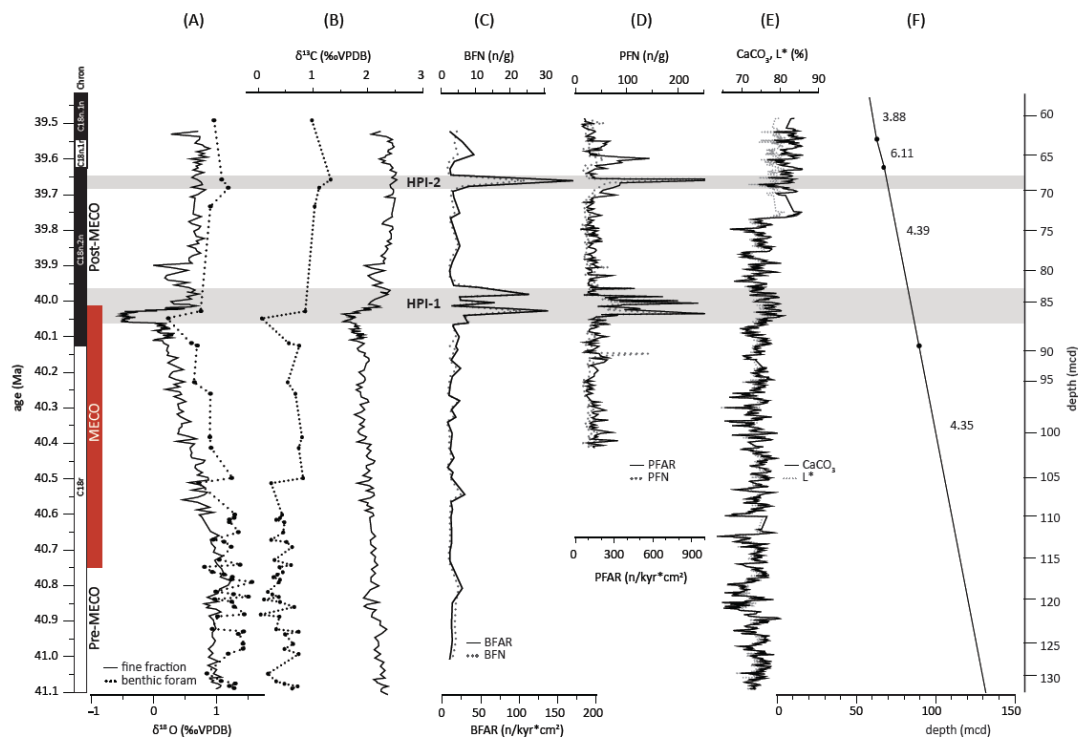 (A) (B) (C) (D) (E) (F)
δ¹³C (‰VPDB) BFN (n/g) PFN (n/g) CaCO₃, L* (%)
0 1 2 3 0 10 20 30 0 100 200 70 80 90
Chron
C18n.1n
C18n.1r
C18n.2n
C18r
Post-MECO
MECO
Pre-MECO
age (Ma)
39.5
39.6
39.7
39.8
39.9
40.0
40.1
40.2
40.3
40.4
40.5
40.6
40.7
40.8
40.9
41.0
41.1
HPI-2
HPI-1
3.88
6.11
4.39
4.35
60
65
70
75
80
85
90
95
100
105
110
115
120
125
130
depth (mcd)
PFAR
PFN
CaCO₃
L*
0 300 600 900
PFAR (n/kyr*cm²)
BFAR
BFN
fine fraction
benthic foram
−1 0 1 0 50 100 150 200 0 50 100 150
δ¹⁸O (‰VPDB) BFAR (n/kyr*cm²) depth (mcd)